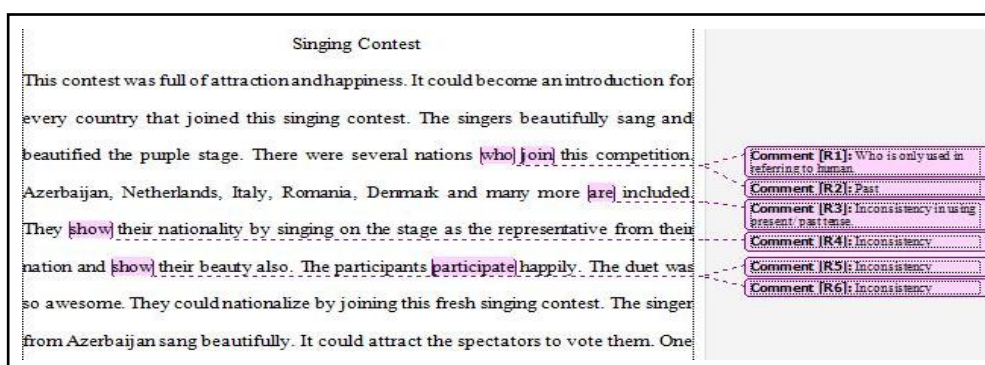 Singing Contest
This contest was full of attraction and happiness. It could become an introduction for
every country that joined this singing contest. The singers beautifully sang and
beautified the purple stage. There were several nations who join this competition.
Azerbaijan, Netherlands, Italy, Romania, Denmark and many more are included.
They show their nationality by singing on the stage as the representative from their
nation and show their beauty also. The participants participate happily. The duet was
so awesome. They could nationalize by joining this fresh singing contest. The singer
from Azerbaijan sang beautifully. It could attract the spectators to vote them. One
Comment [R1]: Who is only used in
referring to human.
Comment [R2]: Past
Comment [R3]: Inconsistency in using
present/ past tense.
Comment [R4]: Inconsistency
Comment [R5]: Inconsistency
Comment [R6]: Inconsistency